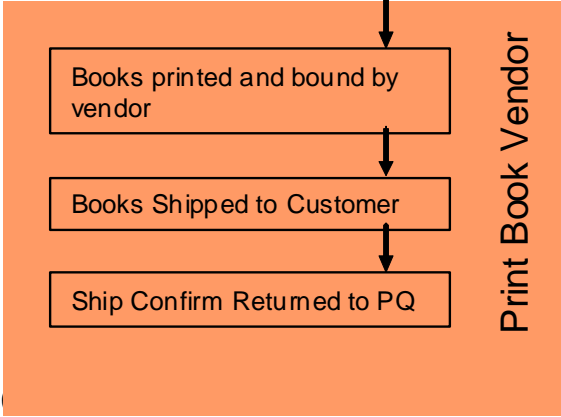 Books printed and bound by
vendor
Books Shipped to Customer
Ship Confirm Returned to PQ
Print Book Vendor